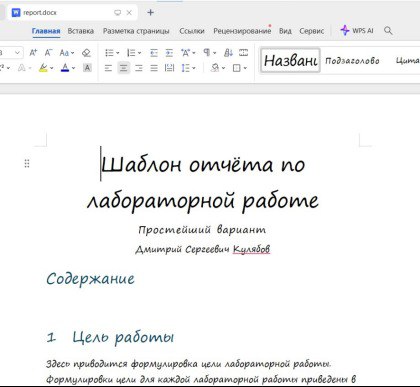 report.docx
Главная Вставка Разметка страницы Ссылки Рецензирование Вид Сервис WPS AI
Названи Подзаголово Цита
Шаблон отчёта по
лабораторной работе
Простейший вариант
Дмитрий Сергеевич Кулябов
Содержание
1 Цель работы
Здесь приводится формулировка цели лабораторной работы.
Формулировки цели для каждой лабораторной работы приведены в